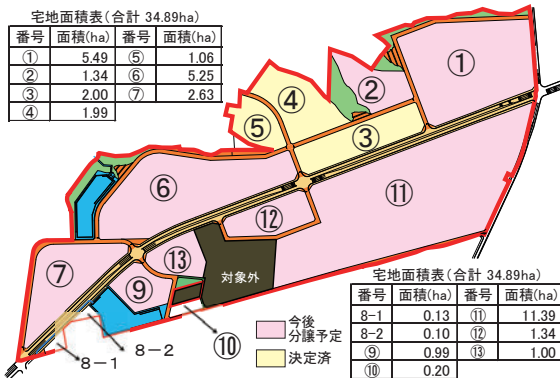 宅地面積表(合計 34.89ha)
番号 面積(ha) 番号 面積(ha)
① 5.49 ⑤ 1.06
② 1.34 ⑥ 5.25
③ 2.00 ⑦ 2.63
④ 1.99
①
②
④
③
⑤
⑥
⑪
⑫
⑬
対象外
⑦
⑨
⑩
8-2
8-1
今後
分譲予定
決定済
宅地面積表(合計 34.89ha)
番号 面積(ha) 番号 面積(ha)
8-1 0.13 ⑪ 11.39
8-2 0.10 ⑫ 1.34
⑨ 0.99 ⑬ 1.00
⑩ 0.20